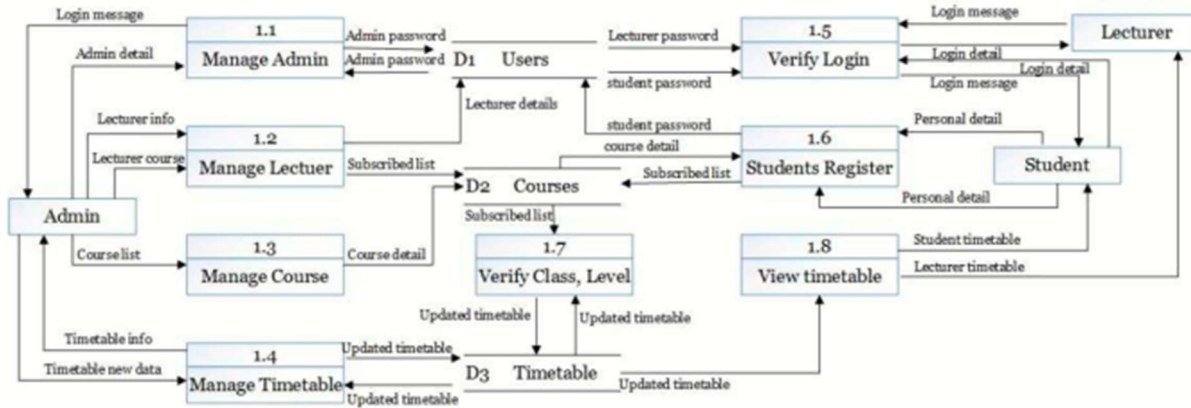 Login message
1.1
Manage Admin
Admin detail
Admin password
Admin password
D1 Users
Lecturer password
student password
1.5
Verify Login
Login message
Login detail
Login detail
Login message
Lecturer
Lecturer info
Lecturer course
1.2
Manage Lectuer
Lecturer details
Subscribed list
student password
course detail
Subscribed list
D2 Courses
Subscribed list
1.6
Students Register
Personal detail
Personal detail
Student
Admin
Course list
1.3
Manage Course
Course detail
1.7
Verify Class, Level
1.8
View timetable
Student timetable
Lecturer timetable
Updated timetable
Updated timetable
Timetable info
Timetable new data
1.4
Manage Timetable
Updated timetable
Updated timetable
D3 Timetable
Updated timetable